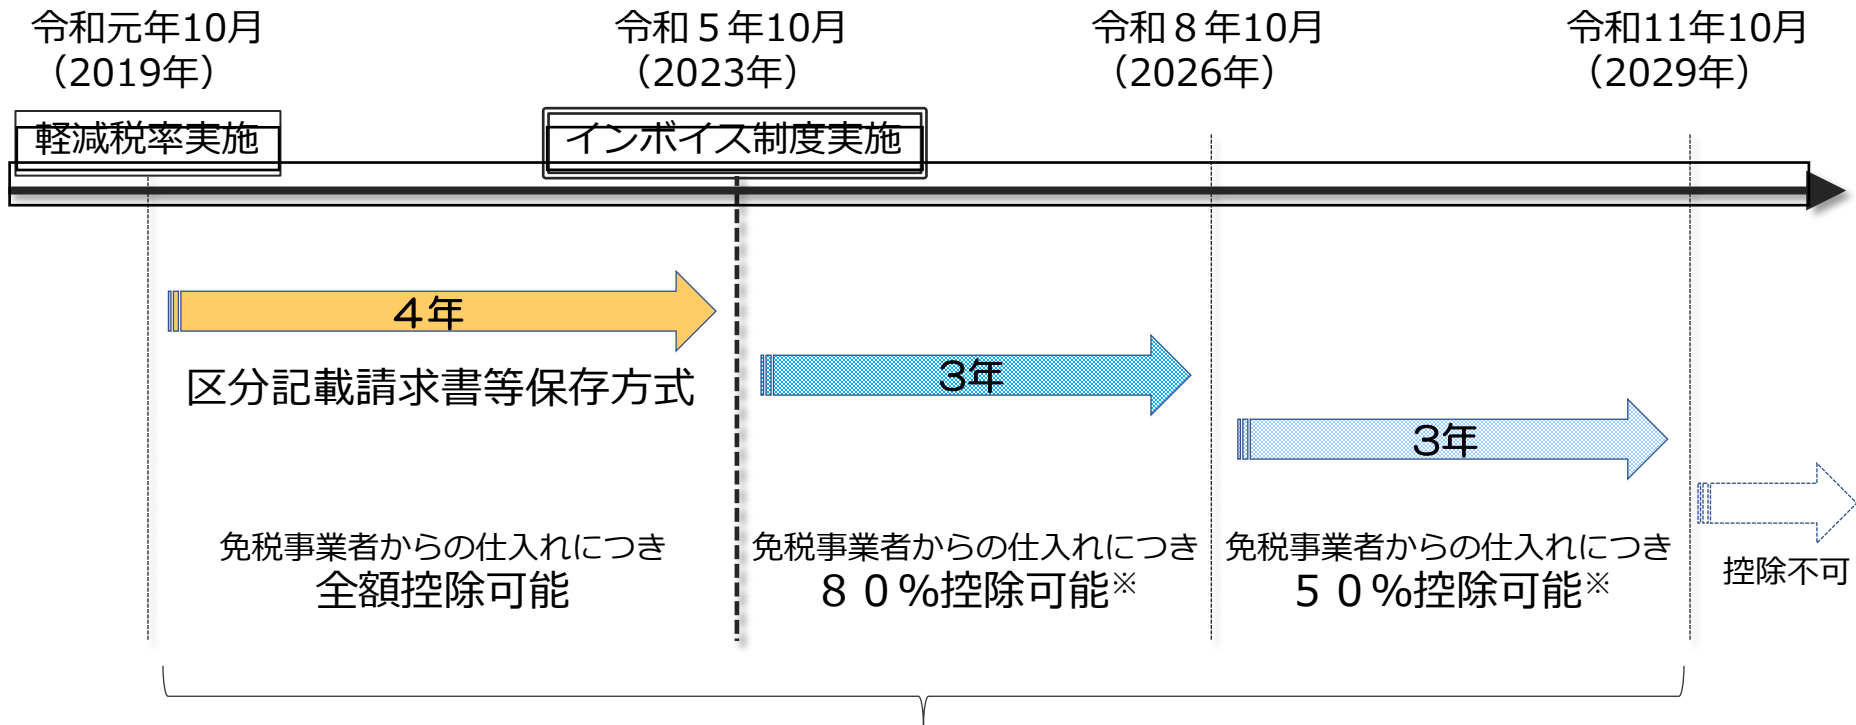 令和元年10月
（2019年）
令和５年10月
（2023年）
令和８年10月
（2026年）
令和11年10月
（2029年）
軽減税率実施
インボイス制度実施
４年
区分記載請求書等保存方式
３年
３年
免税事業者からの仕入れにつき
全額控除可能
免税事業者からの仕入れにつき
８０%控除可能※
免税事業者からの仕入れにつき
５０%控除可能※
控除不可